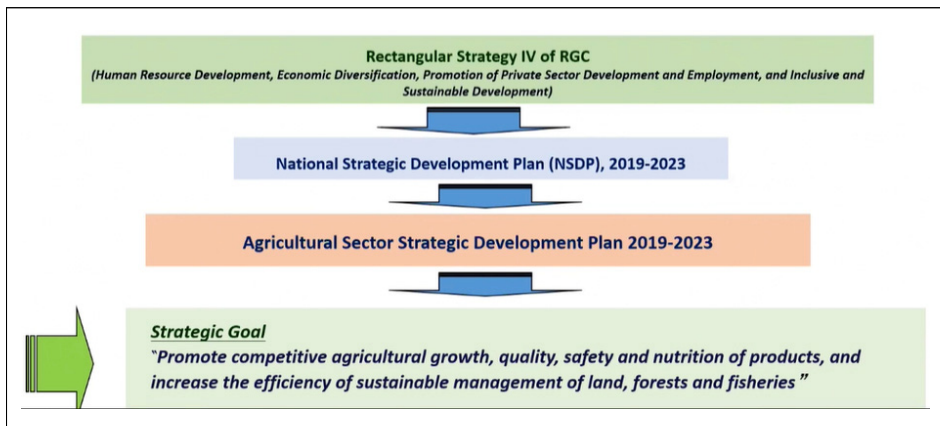 Rectangular Strategy IV of RGC
(Human Resource Development, Economic Diversification, Promotion of Private Sector Development and Employment, and Inclusive and
Sustainable Development)
National Strategic Development Plan (NSDP), 2019-2023
Agricultural Sector Strategic Development Plan 2019-2023
Strategic Goal
“Promote competitive agricultural growth, quality, safety and nutrition of products, and
increase the efficiency of sustainable management of land, forests and fisheries ”